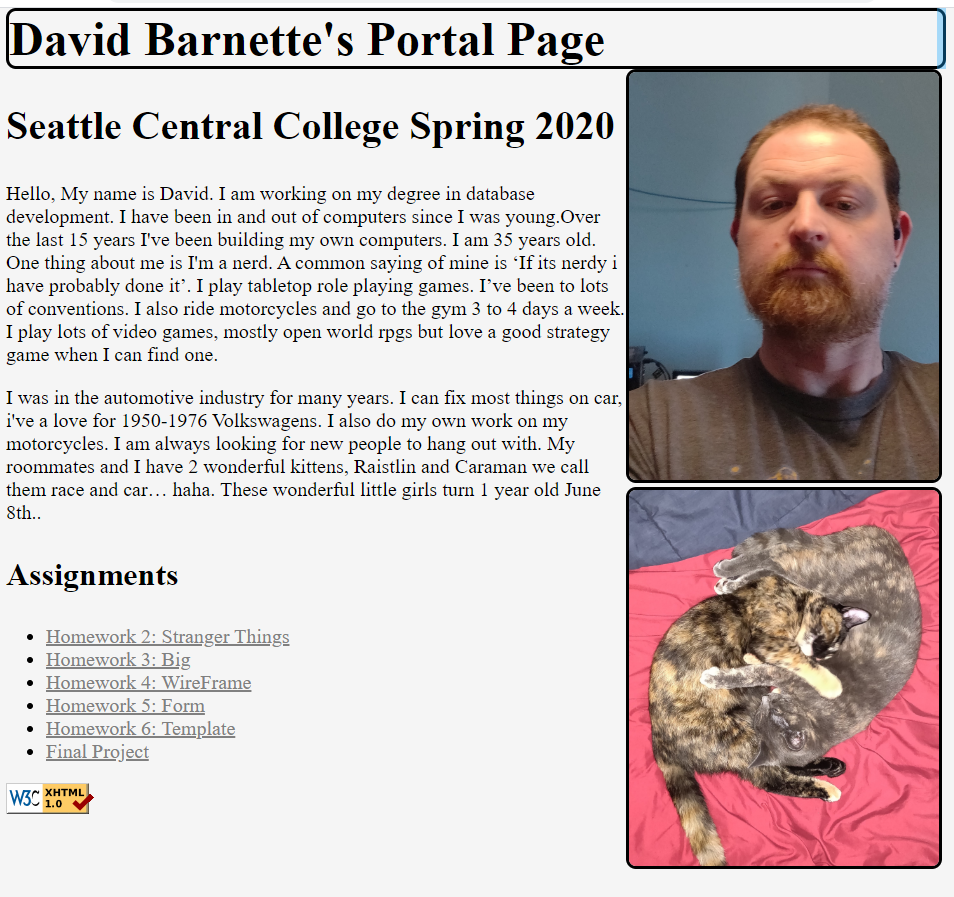 David Barnette's Portal Page
Seattle Central College Spring 2020
Hello, My name is David. I am working on my degree in database
development. I have been in and out of computers since I was young.Over
the last 15 years I've been building my own computers. I am 35 years old.
One thing about me is I'm a nerd. A common saying of mine is ‘If its nerdy i
have probably done it’. I play tabletop role playing games. I’ve been to lots
of conventions. I also ride motorcycles and go to the gym 3 to 4 days a week.
I play lots of video games, mostly open world rpgs but love a good strategy
game when I can find one.
I was in the automotive industry for many years. I can fix most things on car,
i've a love for 1950-1976 Volkswagens. I also do my own work on my
motorcycles. I am always looking for new people to hang out with. My
roommates and I have 2 wonderful kittens, Raistlin and Caraman we call
them race and car… haha. These wonderful little girls turn 1 year old June
8th..
Assignments
Homework 2: Stranger Things
Homework 3: Big
Homework 4: WireFrame
Homework 5: Form
Homework 6: Template
Final Project
W3C XHTML
1.0